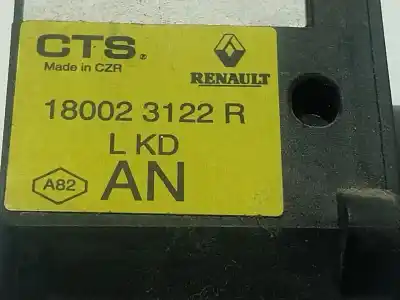 CTS®
Made in CZR
RENAULT
18002 3122 R
L KD
A82
AN